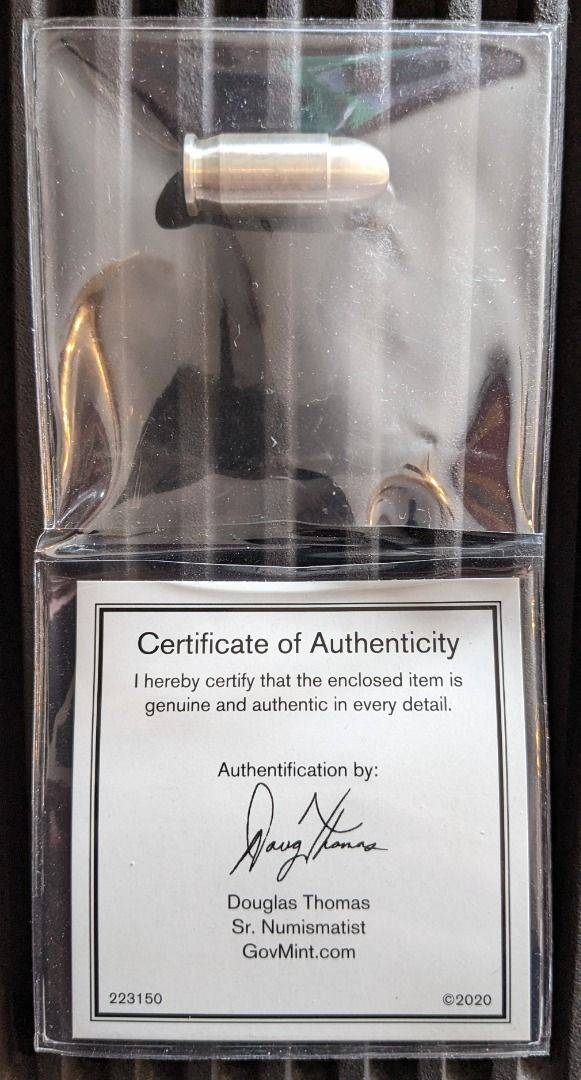 Certificate of Authenticity
I hereby certify that the enclosed item is
genuine and authentic in every detail.
Authentification by:
Doug Thomas
Douglas Thomas
Sr. Numismatist
GovMint.com
223150
©2020